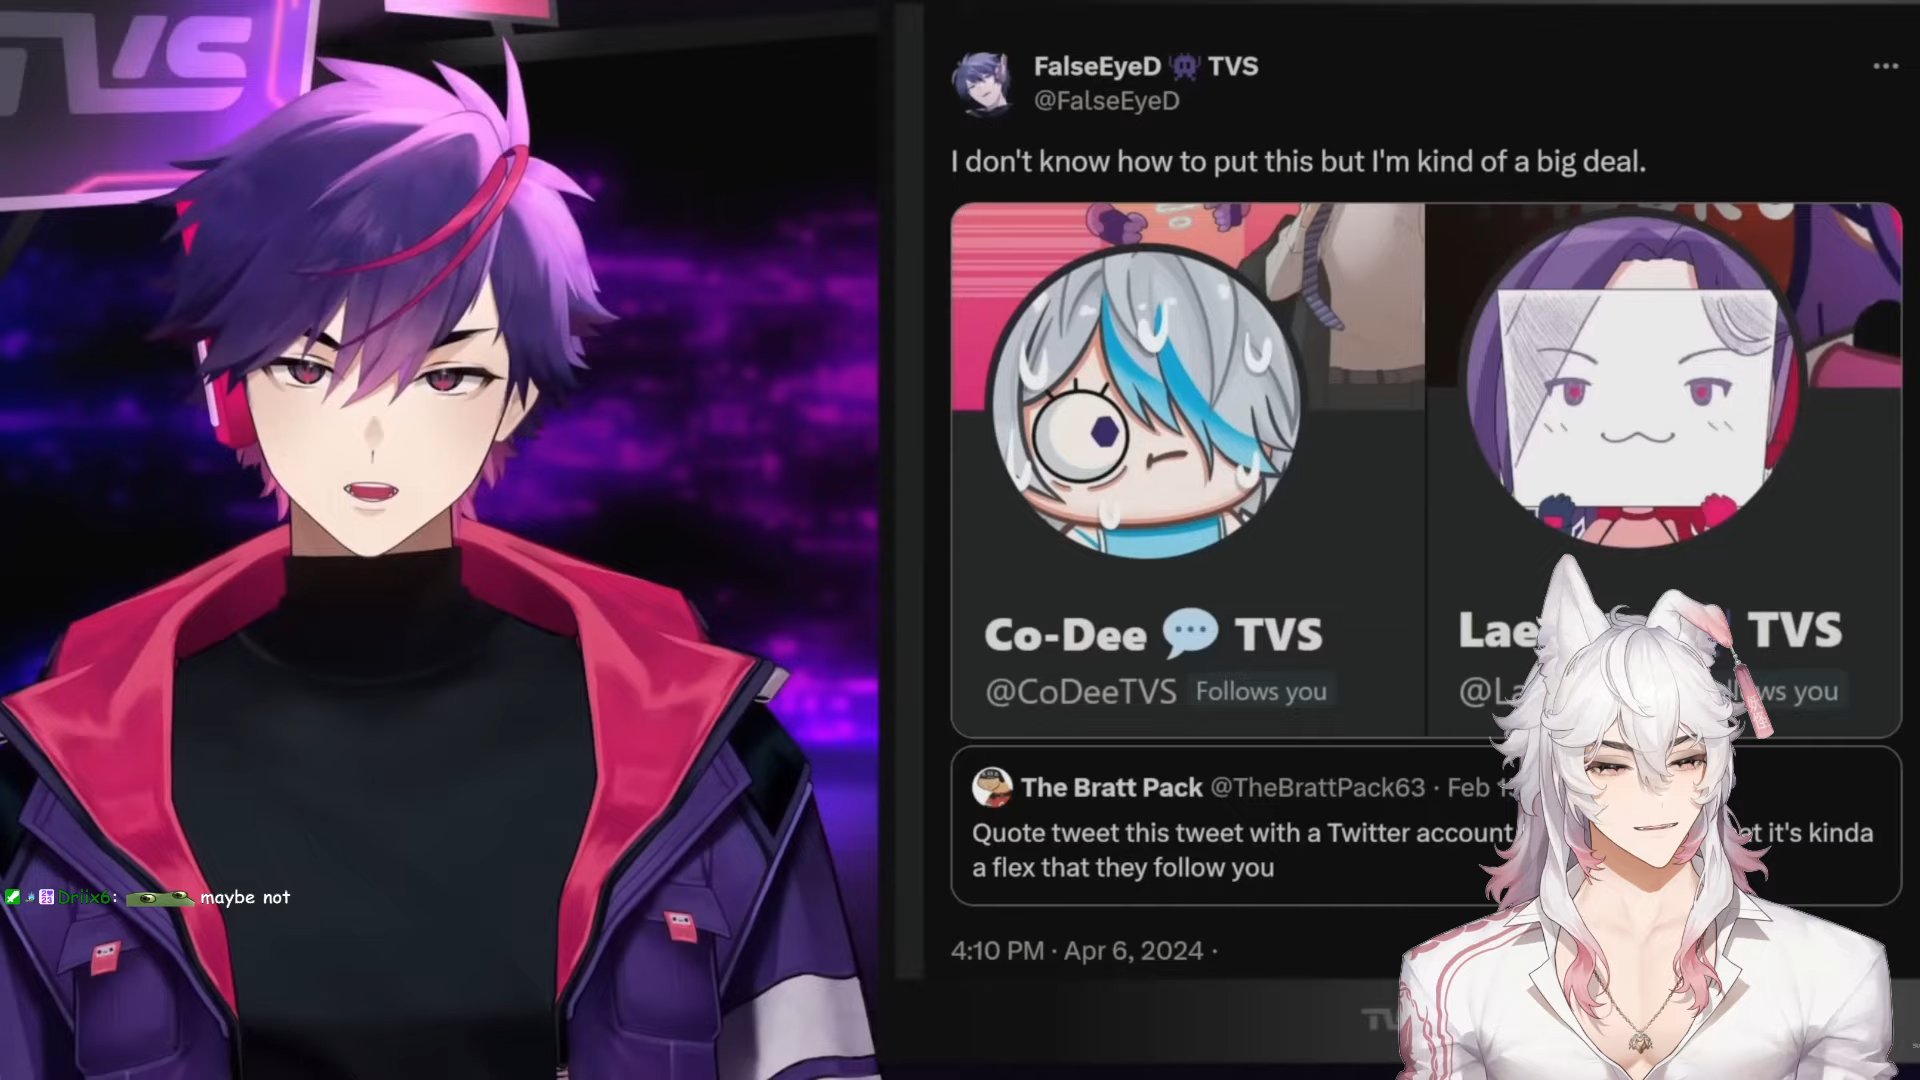 TVS
FalseEyeD TVS
@FalseEyeD
I don't know how to put this but I'm kind of a big deal.
Co-Dee TVS
@CoDeeTVS Follows you
TVS
you
The Bratt Pack @TheBrattPack63 · Feb
Quote tweet this tweet with a Twitter account
it's kinda
a flex that they follow you
4:10 PM · Apr 6, 2024 ·
Driix6: maybe not